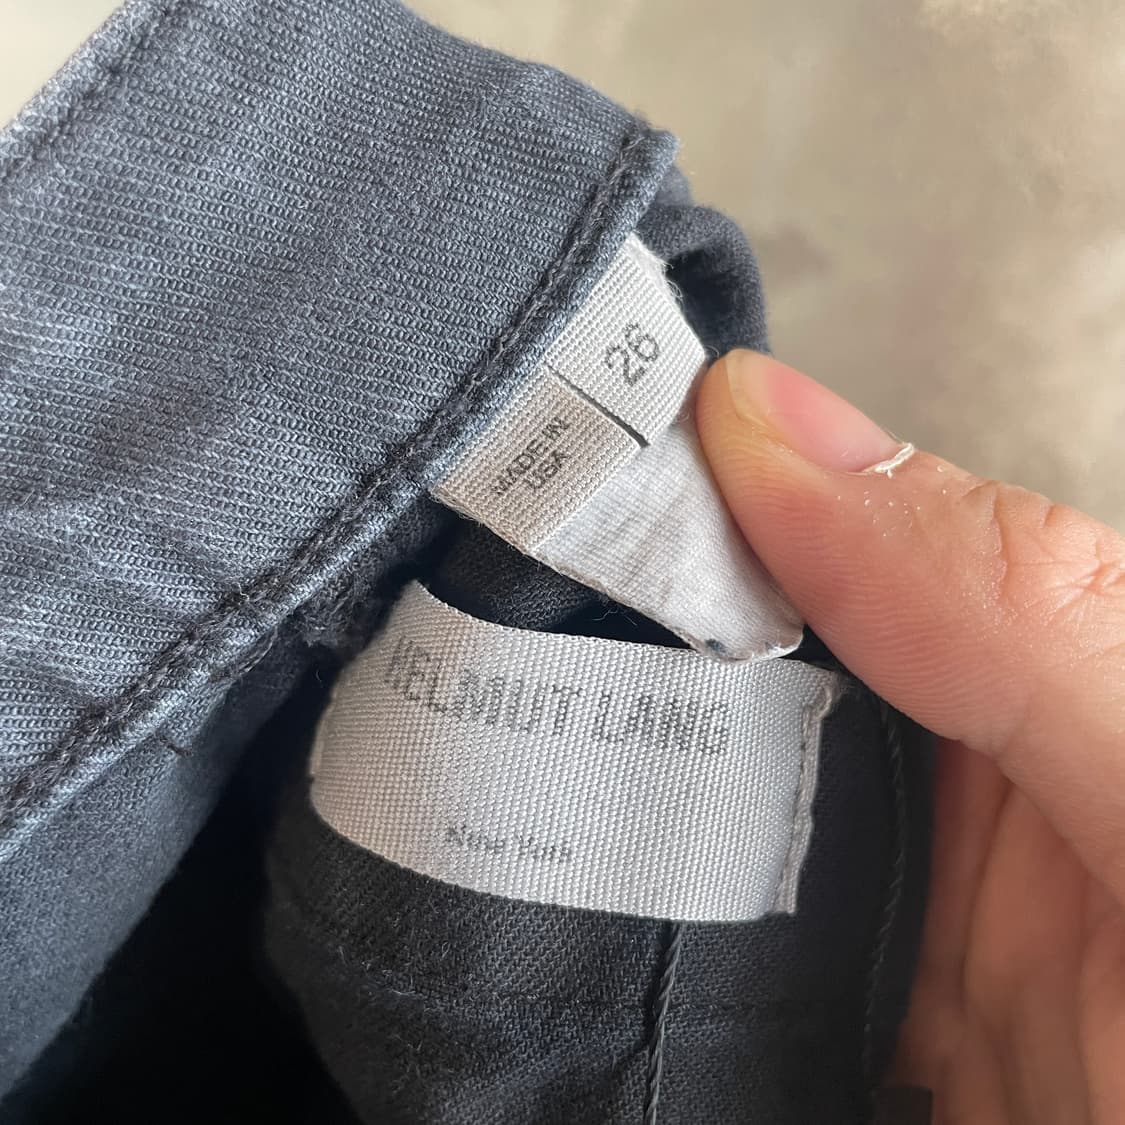 26
MADE IN
USA
HELMUT LANG
New York